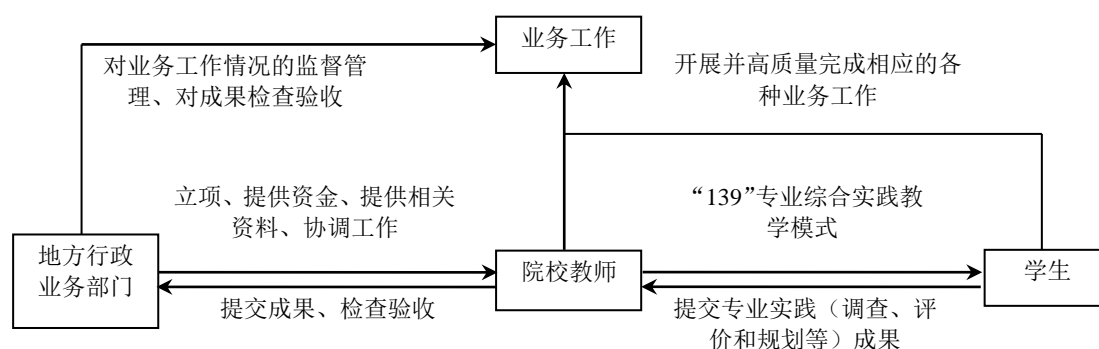 业务工作
对业务工作情况的监督管
理、对成果检查验收
开展并高质量完成相应的各
种业务工作
立项、提供资金、提供相关
资料、协调工作
“139”专业综合实践教
学模式
地方行政
业务部门
院校教师
学生
提交成果、检查验收
提交专业实践（调查、评
价和规划等）成果